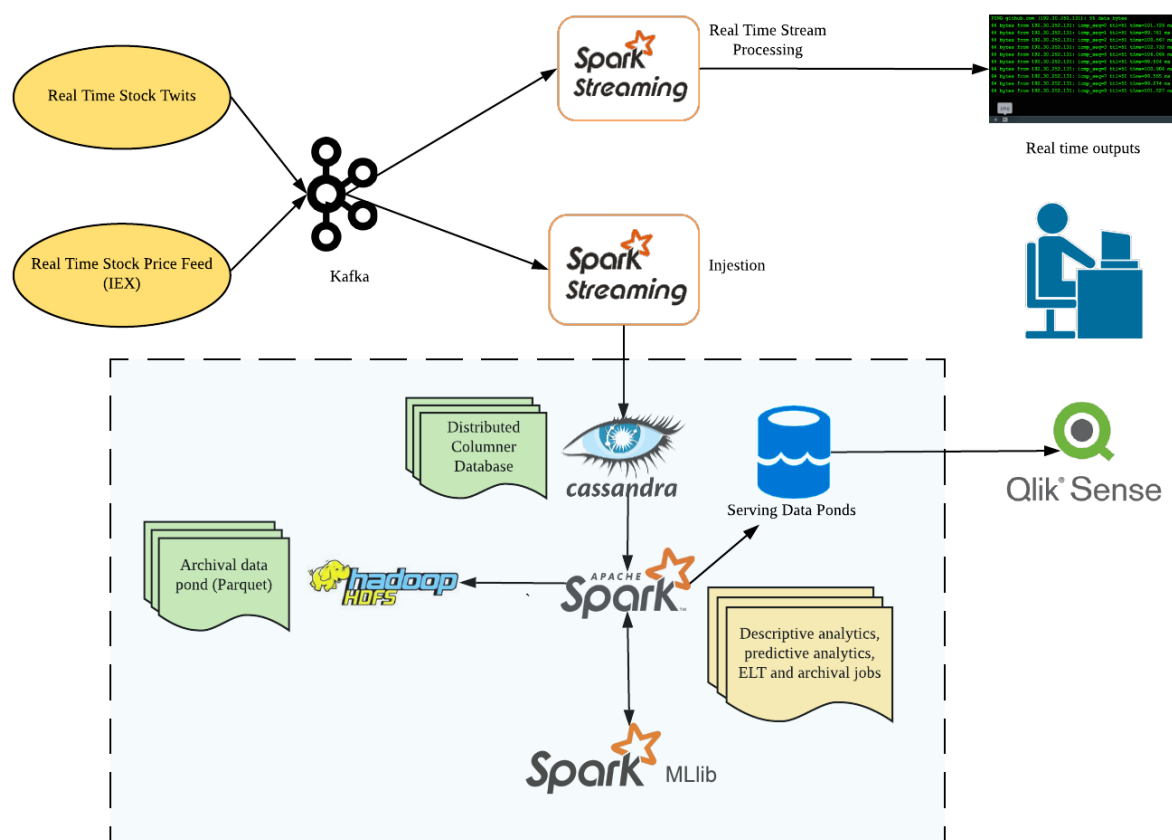 Real Time Stock Twits
Real Time Stock Price Feed
(IEX)
Kafka
Spark
Streaming
Real Time Stream
Processing
Real time outputs
Spark
Streaming
Injestion
Distributed
Columner
Database
cassandra
Serving Data Ponds
Qlik® Sense
Archival data
pond (Parquet)
hadoop
HDFS
APACHE
Spark™
Descriptive analytics,
predictive analytics,
ELT and archival jobs
Spark MLlib